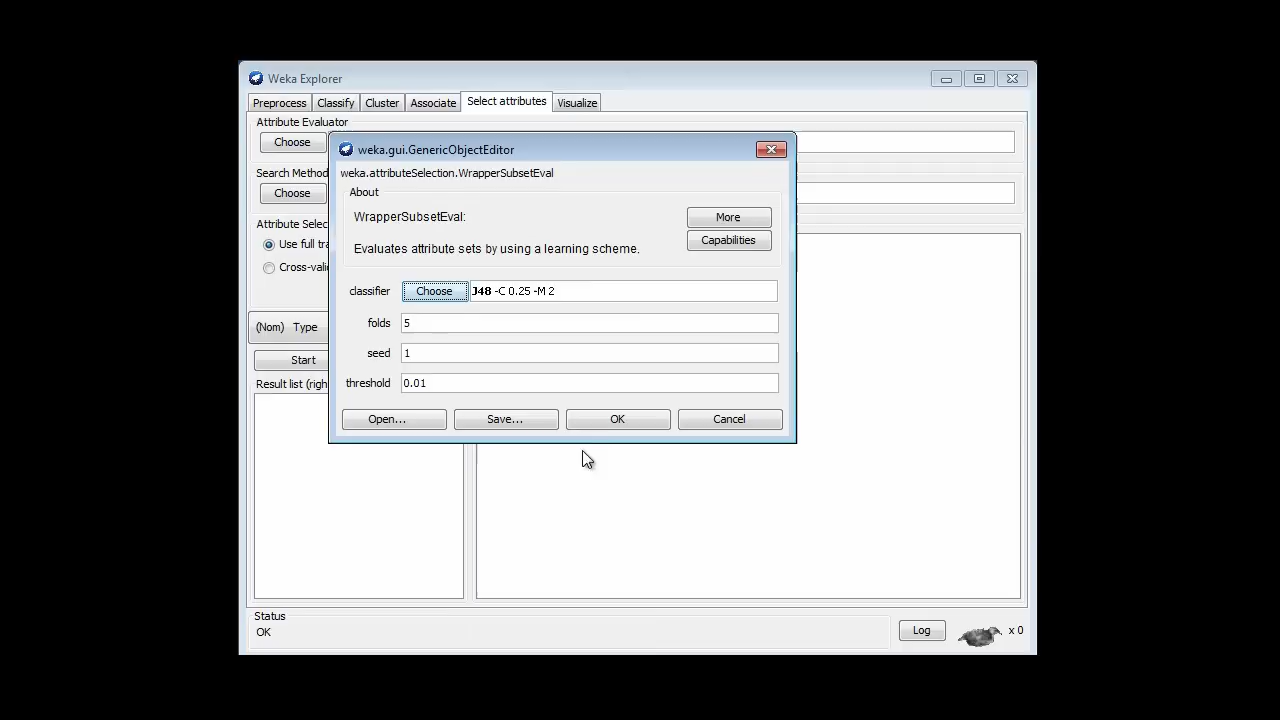 Weka Explorer
Preprocess Classify Cluster Associate Select attributes Visualize
Attribute Evaluator
Choose
weka.gui.GenericObjectEditor
weka.attributeSelection.WrapperSubsetEval
Search Method
Choose
About
WrapperSubsetEval:
More
Attribute Selec
Use full tra
Capabilities
Evaluates attribute sets by using a learning scheme.
Cross-valid
classifier Choose J48 -C 0.25 -M 2
folds 5
(Nom) Type
seed 1
Start
Result list (righ
threshold 0.01
Open... Save... OK Cancel
Status
OK
Log
x 0